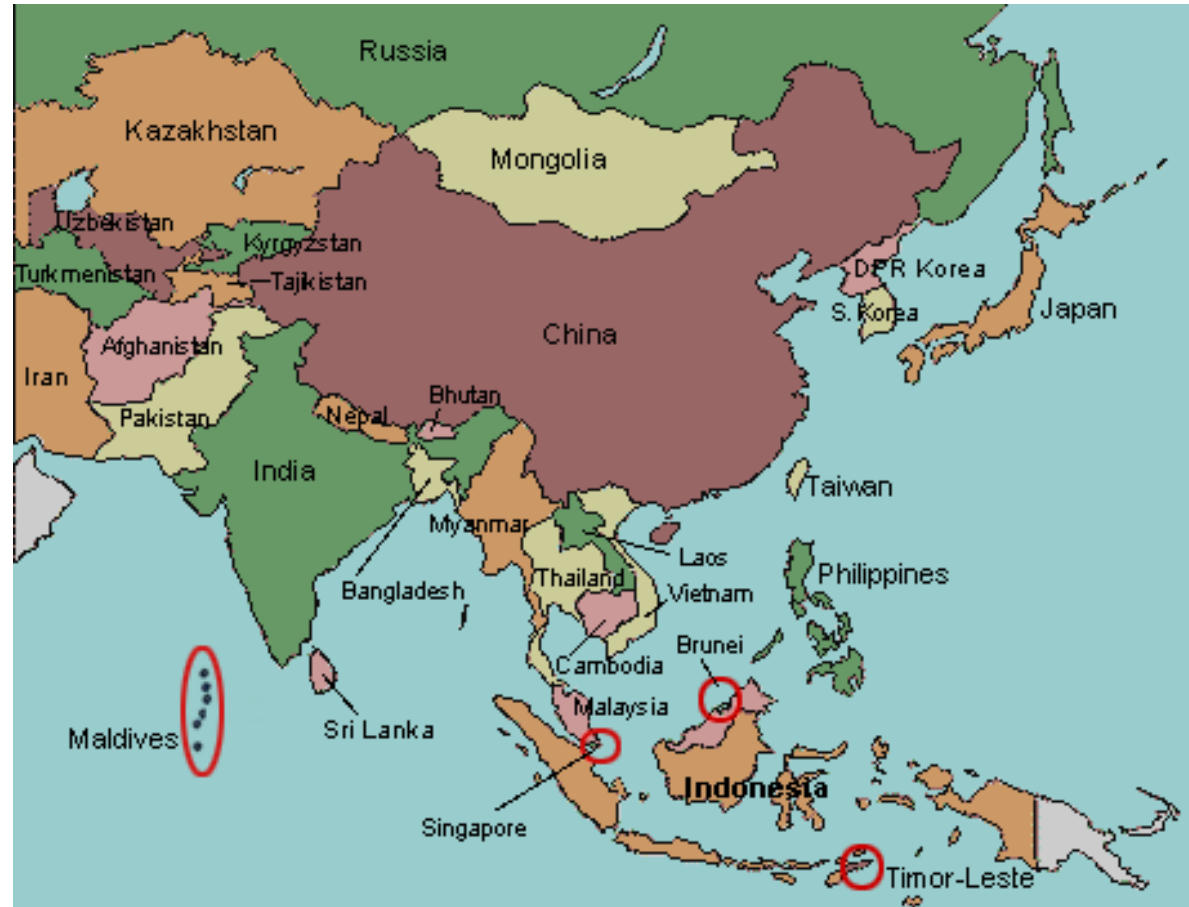 Russia
Kazakhstan
Mongolia
Uzbekistan
Kyrgyzstan
Turkmenistan
Tajikistan
DPR Korea
S. Korea
Japan
China
Afghanistan
Iran
Bhutan
Pakistan
Nepal
India
Taiwan
Myanmar
Laos
Thailand
Philippines
Bangladesh
Vietnam
Brunei
Cambodia
Malaysia
Sri Lanka
Maldives
Indonesia
Singapore
Timor-Leste